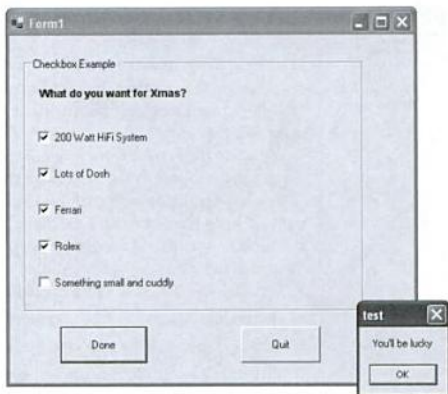 Form1
Checkbox Example
What do you want for Xmas?
200 Watt HiFi System
Lots of Dosh
Ferrari
Rolex
Something small and cuddly
Done
Quit
test
You'll be lucky
OK